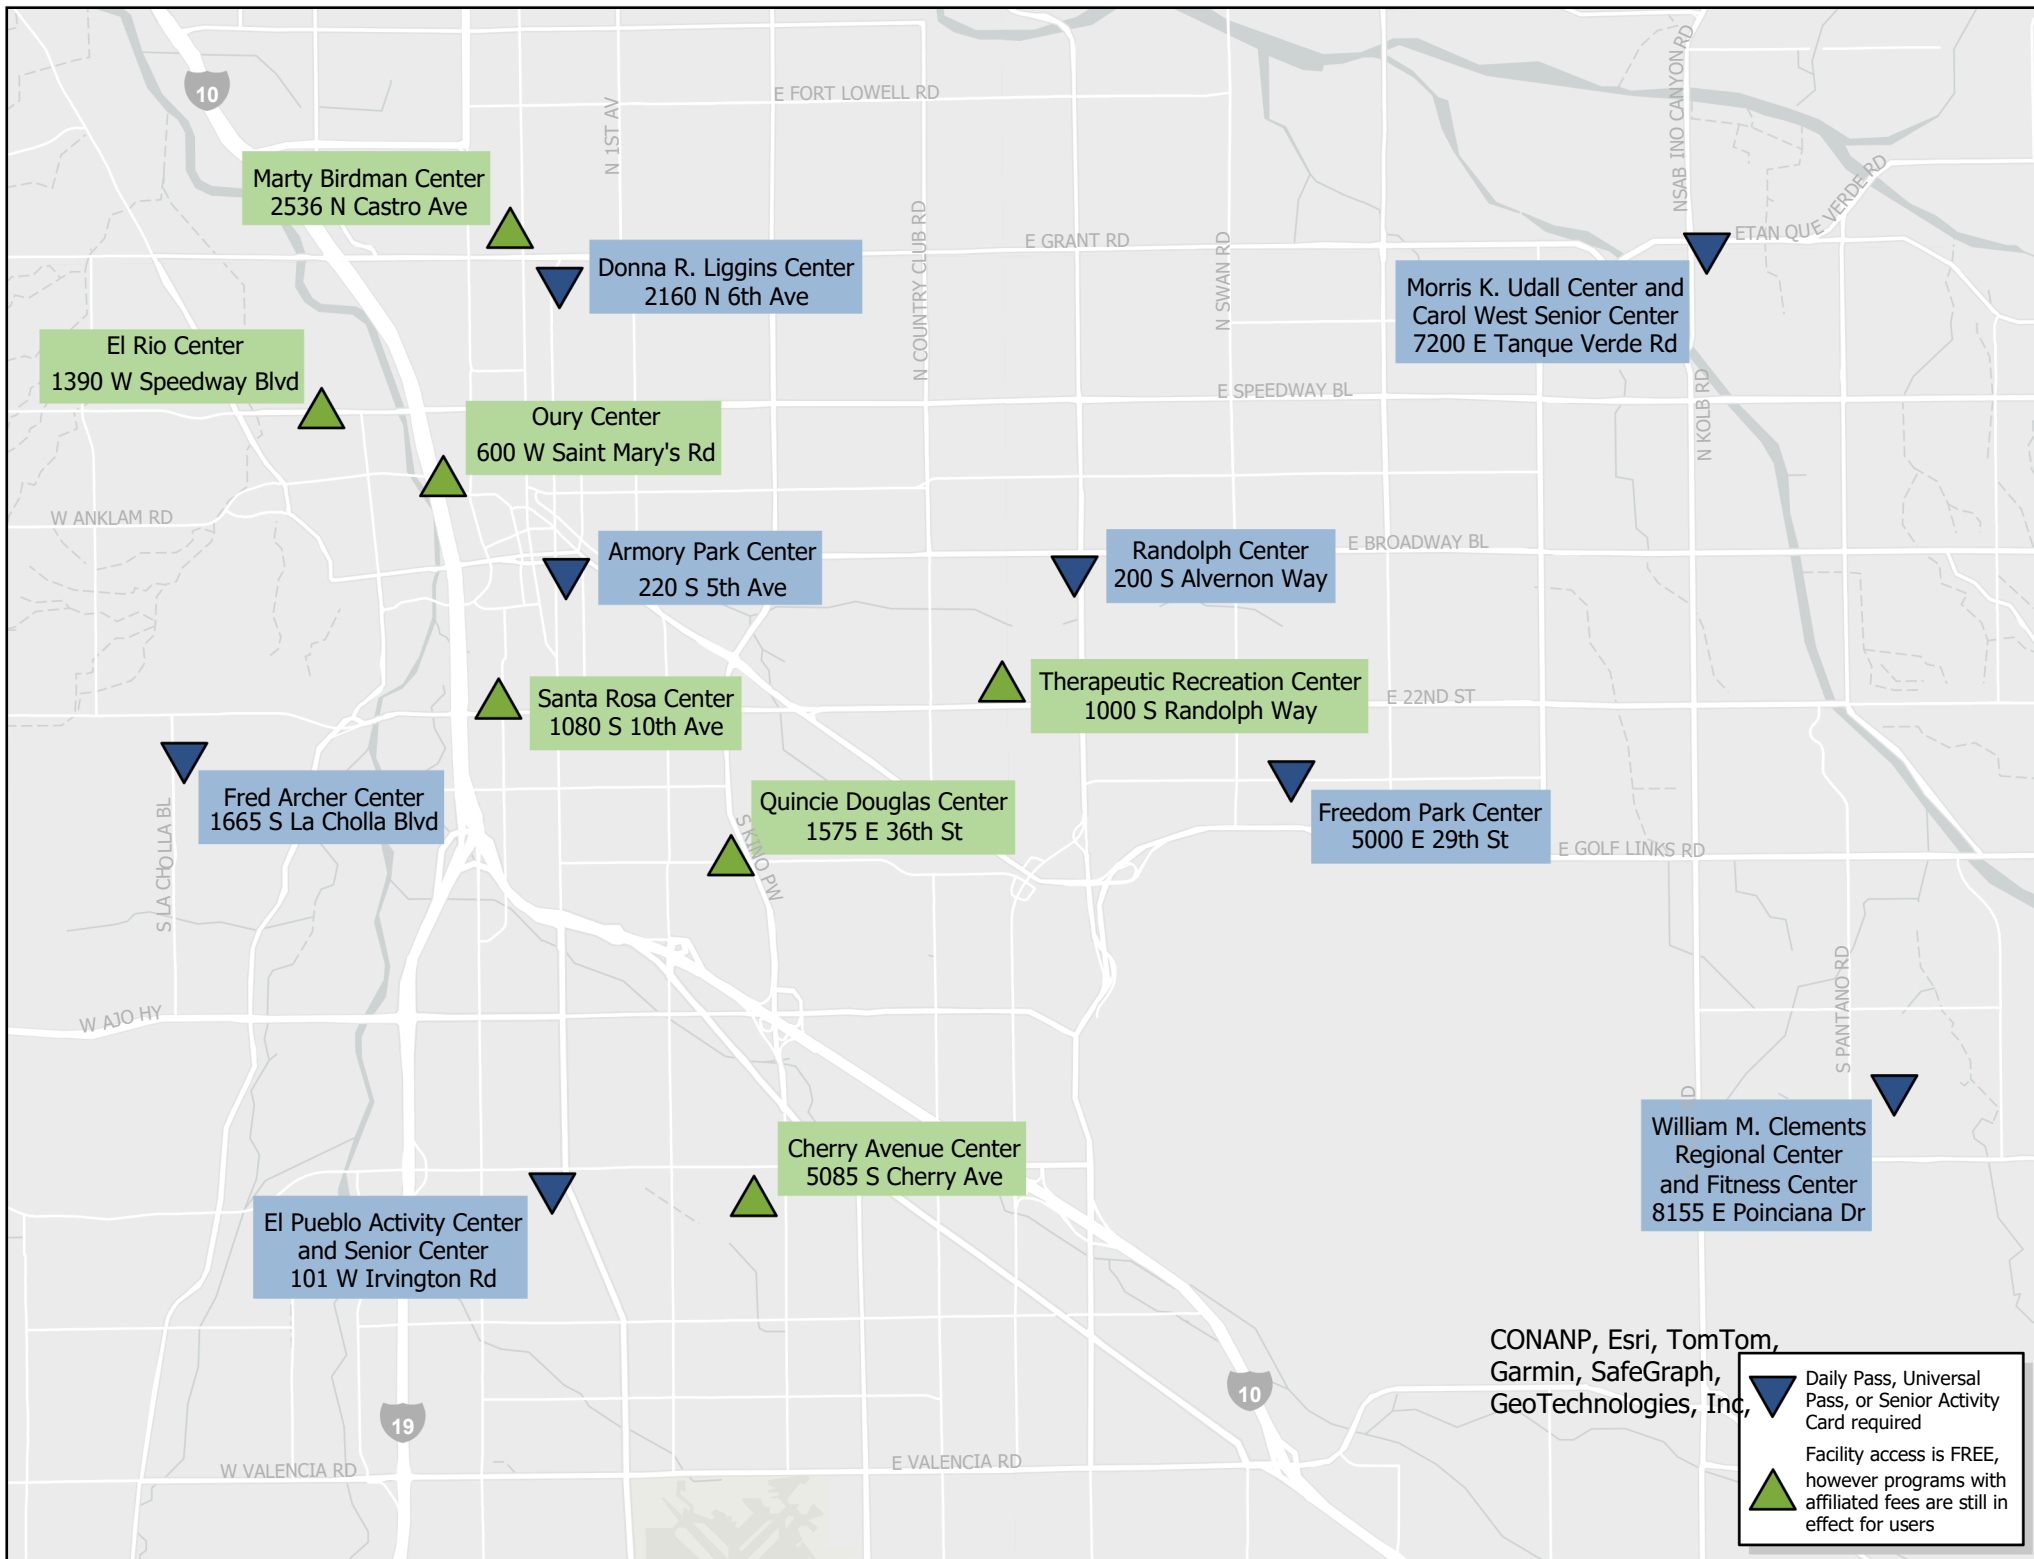 10
E FORT LOWELL RD
N 1ST AV
NSAB INO CANYON RD
Marty Birdman Center
2536 N Castro Ave
E GRANT RD
ETAN QUE VERDE RD
N COUNTRY CLUB RD
N SWAN RD
Donna R. Liggins Center
2160 N 6th Ave
Morris K. Udall Center and
Carol West Senior Center
7200 E Tanque Verde Rd
El Rio Center
1390 W Speedway Blvd
E SPEEDWAY BL
N KOLB RD
Oury Center
600 W Saint Mary's Rd
W ANKLAM RD
Armory Park Center
220 S 5th Ave
Randolph Center
200 S Alvernon Way
E BROADWAY BL
Santa Rosa Center
1080 S 10th Ave
Therapeutic Recreation Center
1000 S Randolph Way
E 22ND ST
Fred Archer Center
1665 S La Cholla Blvd
S LA CHOLLA BL
Quincie Douglas Center
1575 E 36th St
S KINO PW
Freedom Park Center
5000 E 29th St
E GOLF LINKS RD
W AJO HY
S PANTANO RD
RD
William M. Clements
Regional Center
and Fitness Center
8155 E Poinciana Dr
Cherry Avenue Center
5085 S Cherry Ave
El Pueblo Activity Center
and Senior Center
101 W Irvington Rd
19
10
W VALENCIA RD
E VALENCIA RD
CONANP, Esri, TomTom,
Garmin, SafeGraph,
GeoTechnologies, Inc,
Daily Pass, Universal
Pass, or Senior Activity
Card required
Facility access is FREE,
however programs with
affiliated fees are still in
effect for users